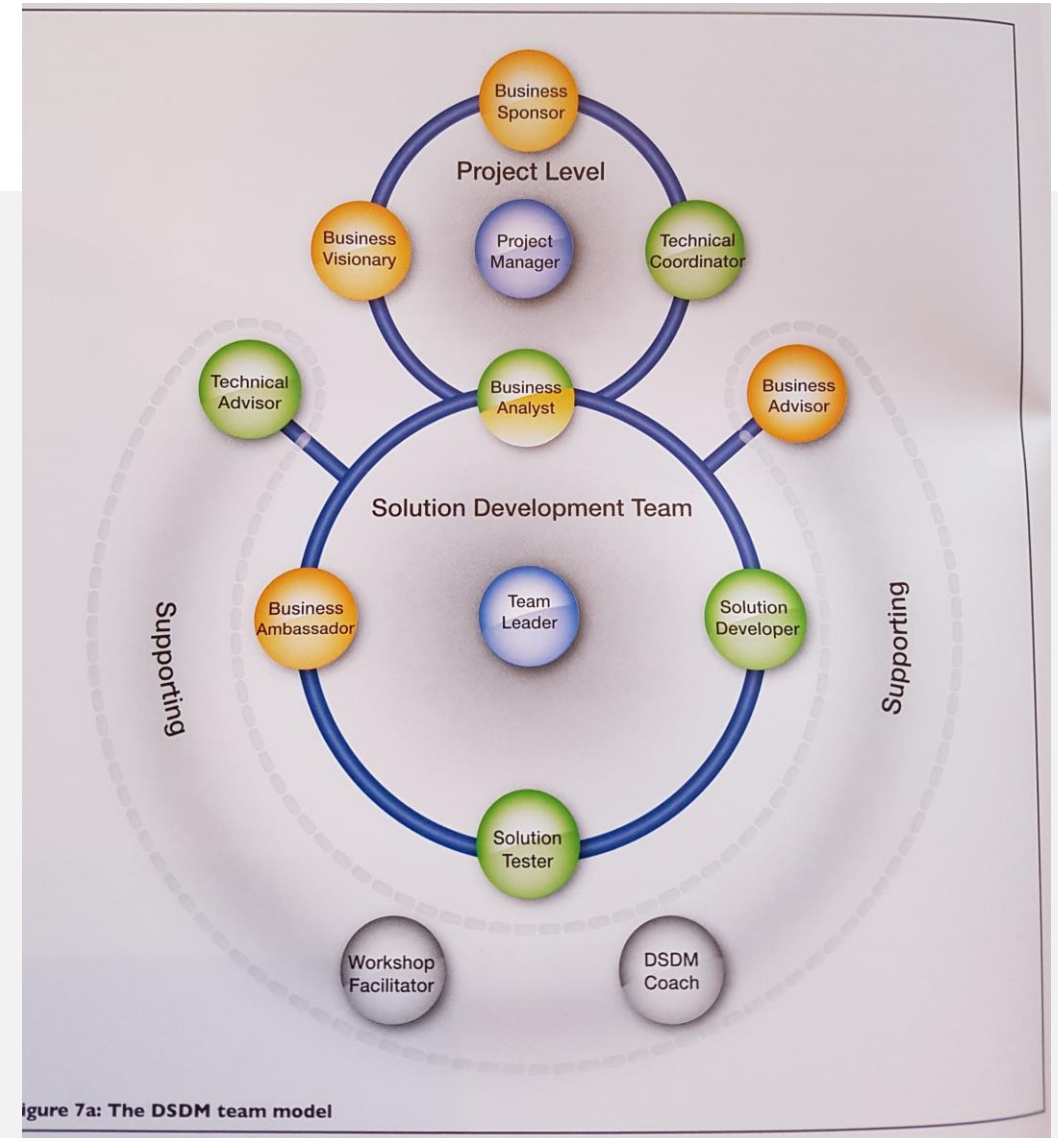 Business
Sponsor
Project Level
Business
Visionary
Project
Manager
Technical
Coordinator
Technical
Advisor
Business
Analyst
Business
Advisor
Solution Development Team
Supporting
Business
Ambassador
Team
Leader
Solution
Developer
Supporting
Solution
Tester
Workshop
Facilitator
DSDM
Coach
igure 7a: The DSDM team model